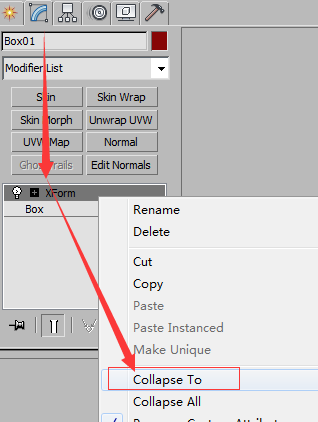 Box01
Modifier List
Skin
Skin Wrap
Skin Morph
Unwrap UVW
UVW Map
Normal
Ghost Trails
Edit Normals
XForm
Box
Rename
Delete
Cut
Copy
Paste
Paste Instanced
Make Unique
Collapse To
Collapse All